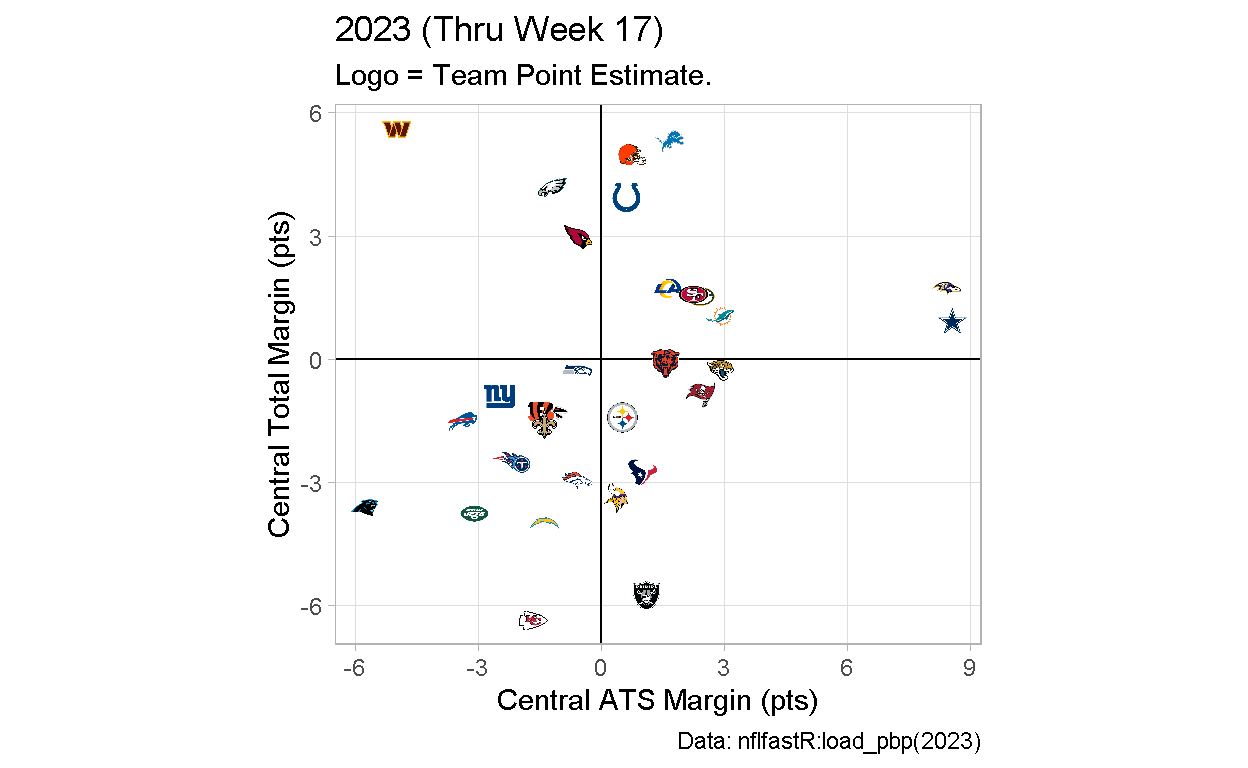 2023 (Thru Week 17)
Logo = Team Point Estimate.
Central Total Margin (pts)
6
3
0
-3
-6
-6
-3
0
3
6
9
Central ATS Margin (pts)
Data: nflfastR:load_pbp(2023)
W
ny